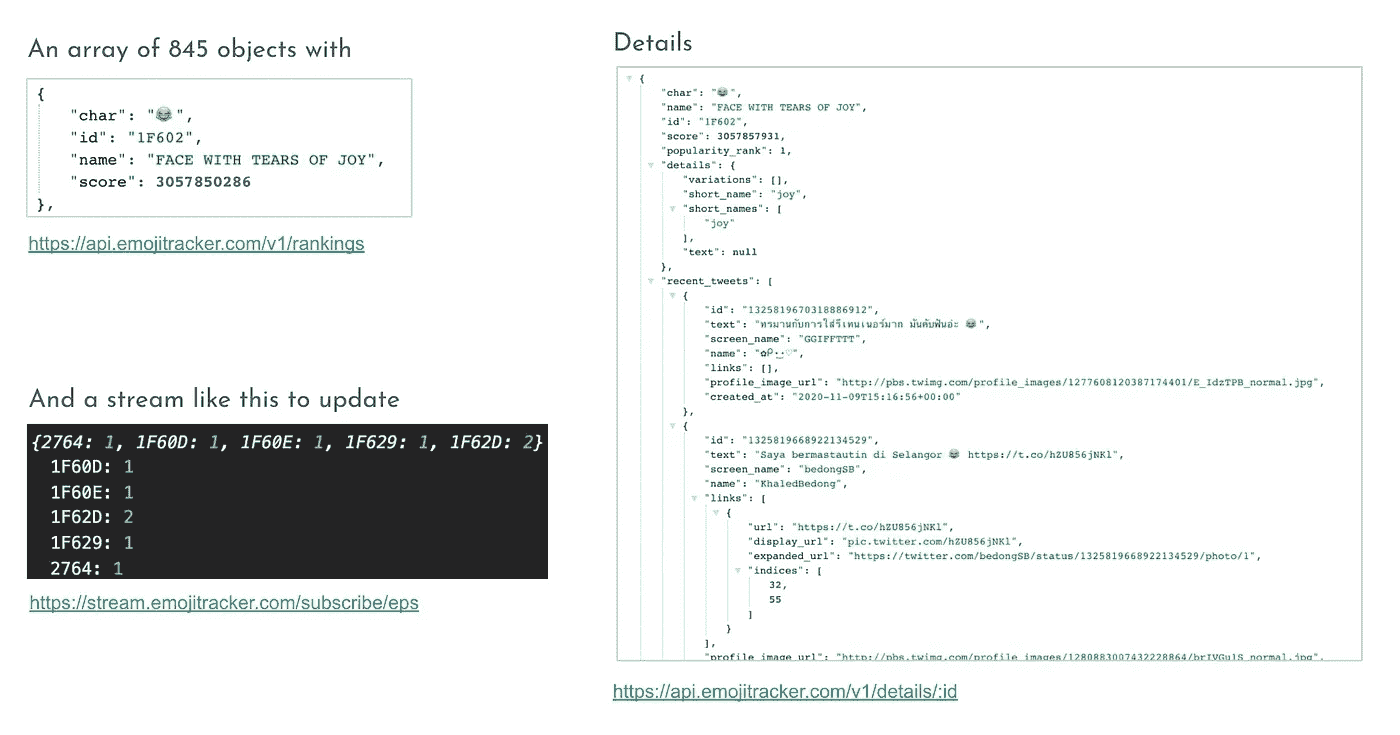 An array of 845 objects with
{
"char": "😂",
"id": "1F602",
"name": "FACE WITH TEARS OF JOY",
"score": 3057850286
},
https://api.emojitracker.com/v1/rankings
And a stream like this to update
{2764: 1, 1F60D: 1, 1F60E: 1, 1F629: 1, 1F62D: 2}
1F60D: 1
1F60E: 1
1F62D: 2
1F629: 1
2764: 1
https://stream.emojitracker.com/subscribe/eps
Details
{
"char": "😂",
"name": "FACE WITH TEARS OF JOY",
"id": "1F602",
"score": 3057857931,
"popularity_rank": 1,
"details": {
"variations": [],
"short_name": "joy",
"short_names": [
"joy"
],
"text": null
},
"recent_tweets": [
{
"id": "1325819670318886912",
"text": "ทรมานกับการใส่รีเทนเนอร์มาก มันคับฟันอ่ะ 😂",
"screen_name": "GGIFFTTT",
"name": "",
"links": [],
"profile_image_url": "http://pbs.twimg.com/profile_images/1277608120387174401/E_IdzTPB_normal.jpg",
"created_at": "2020-11-09T15:16:56+00:00"
},
{
"id": "1325819668922134529",
"text": "Saya bermastautin di Selangor 😂 https://t.co/hZU856jNKl",
"screen_name": "bedongSB",
"name": "KhaledBedong",
"links": [
{
"url": "https://t.co/hZU856jNKl",
"display_url": "pic.twitter.com/hZU856jNKl",
"expanded_url": "https://twitter.com/bedongSB/status/1325819668922134529/photo/1",
"indices": [
32,
55
]
}
],
"profile_image_url": "http://pbs.twimg.com/profile_images/1280883007432228864/brIVGulS_normal.jpg",
https://api.emojitracker.com/v1/details/:id